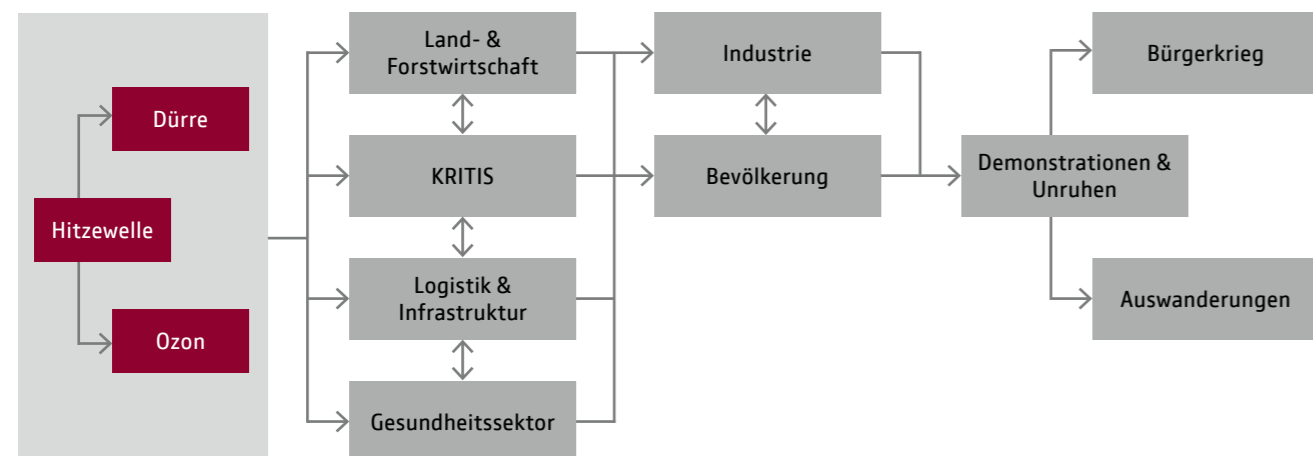 Dürre
Hitzewelle
Ozon
Land- &
Forstwirtschaft
KRITIS
Logistik &
Infrastruktur
Gesundheitssektor
Industrie
Bevölkerung
Demonstrationen &
Unruhen
Bürgerkrieg
Auswanderungen